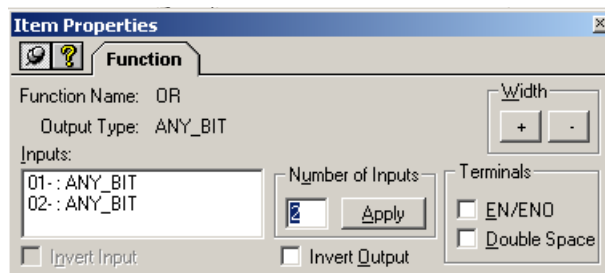 Item Properties
Function
Function Name: OR
Output Type: ANY_BIT
Inputs:
01- : ANY_BIT
02- : ANY_BIT
Invert Input
Number of Inputs
2 Apply
Invert Output
Width
+ -
Terminals
EN/ENO
Double Space